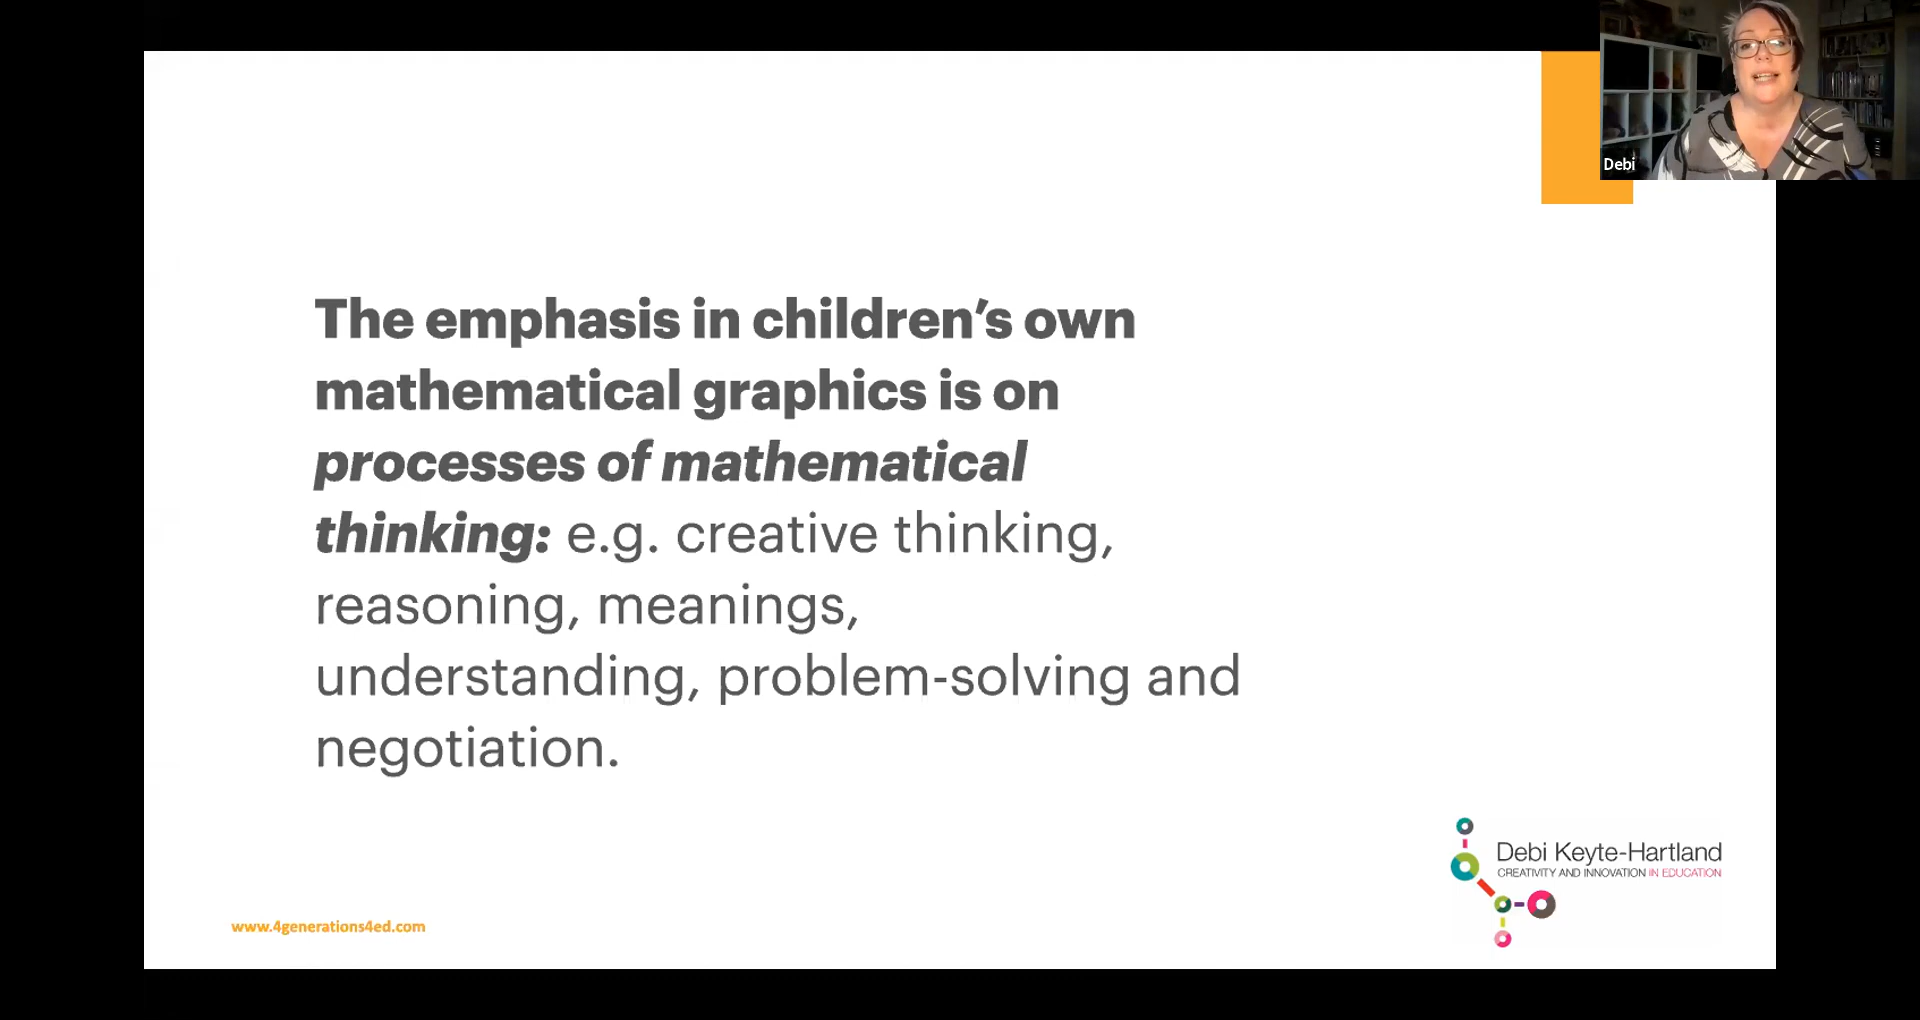 Debi
The emphasis in children’s own
mathematical graphics is on
processes of mathematical
thinking: e.g. creative thinking,
reasoning, meanings,
understanding, problem-solving and
negotiation.
Debi Keyte-Hartland
CREATIVITY AND INNOVATION IN EDUCATION
www.4generations4ed.com